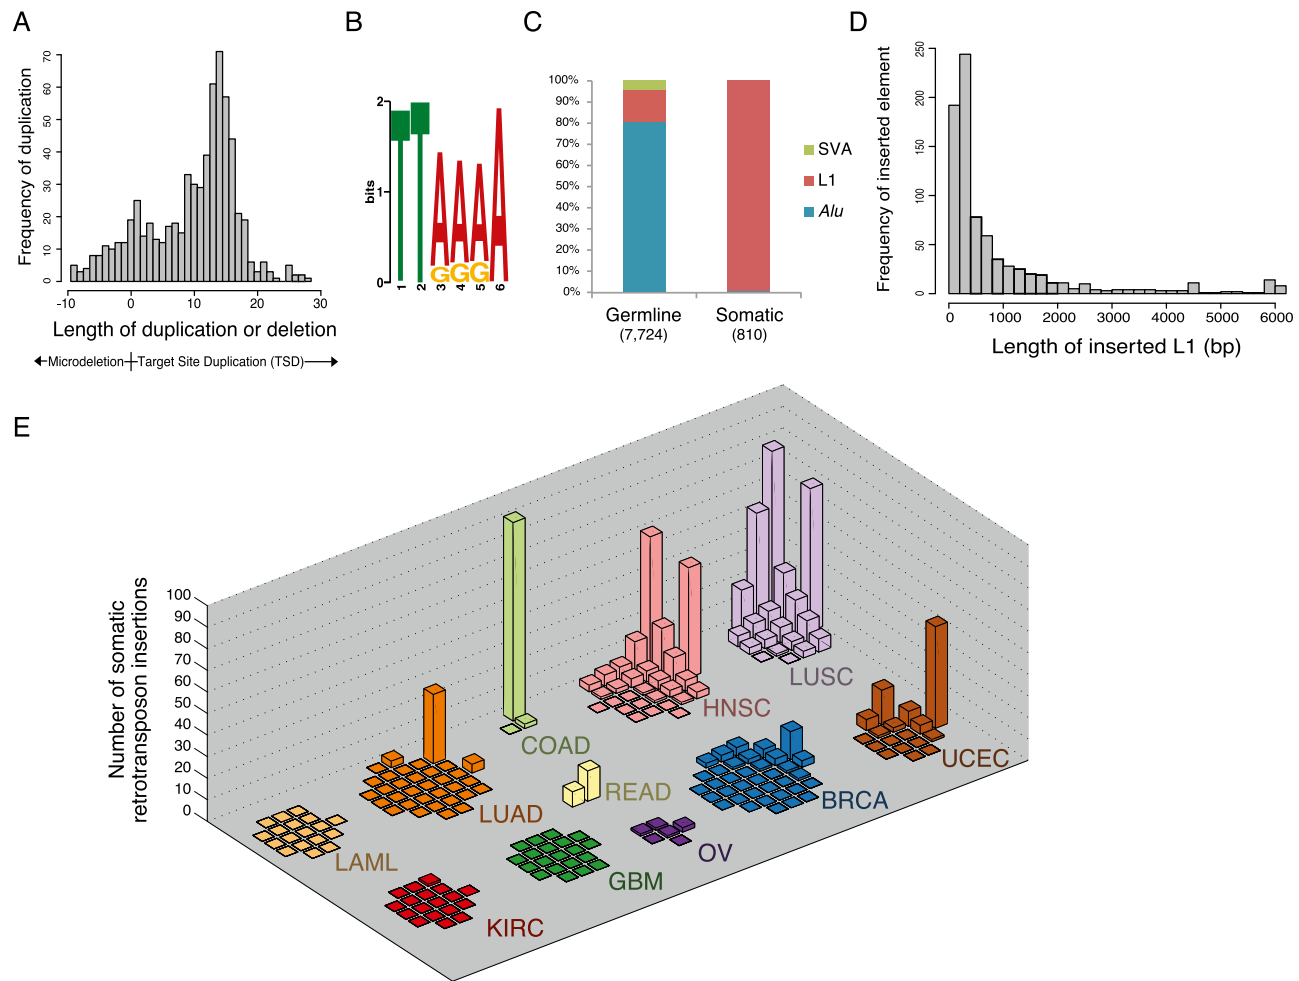 A
Frequency of duplication
70
60
50
40
30
20
10
0
-10
0
10
20
30
Length of duplication or deletion
Microdeletion
Target Site Duplication (TSD)
B
bits
2
1
0
T
T
A
G
A
G
A
G
A
1
2
3
4
5
6
C
100%
90%
80%
70%
60%
50%
40%
30%
20%
10%
0%
Germline
(7,724)
Somatic
(810)
SVA
L1
Alu
D
Frequency of inserted element
250
200
150
100
50
0
0
1000
2000
3000
4000
5000
6000
Length of inserted L1 (bp)
E
Number of somatic
retrotransposon insertions
100
90
80
70
60
50
40
30
20
10
0
LUSC
HNSC
UCEC
COAD
READ
BRCA
LUAD
OV
LAML
GBM
KIRC